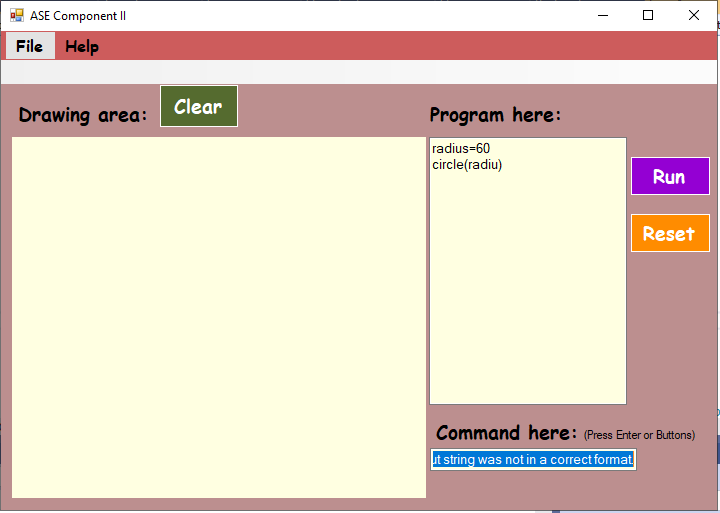 ASE Component II
File Help
Drawing area: Clear Program here:
radius=60
circle(radiu)
Run
Reset
Command here: (Press Enter or Buttons)
ut string was not in a correct format.